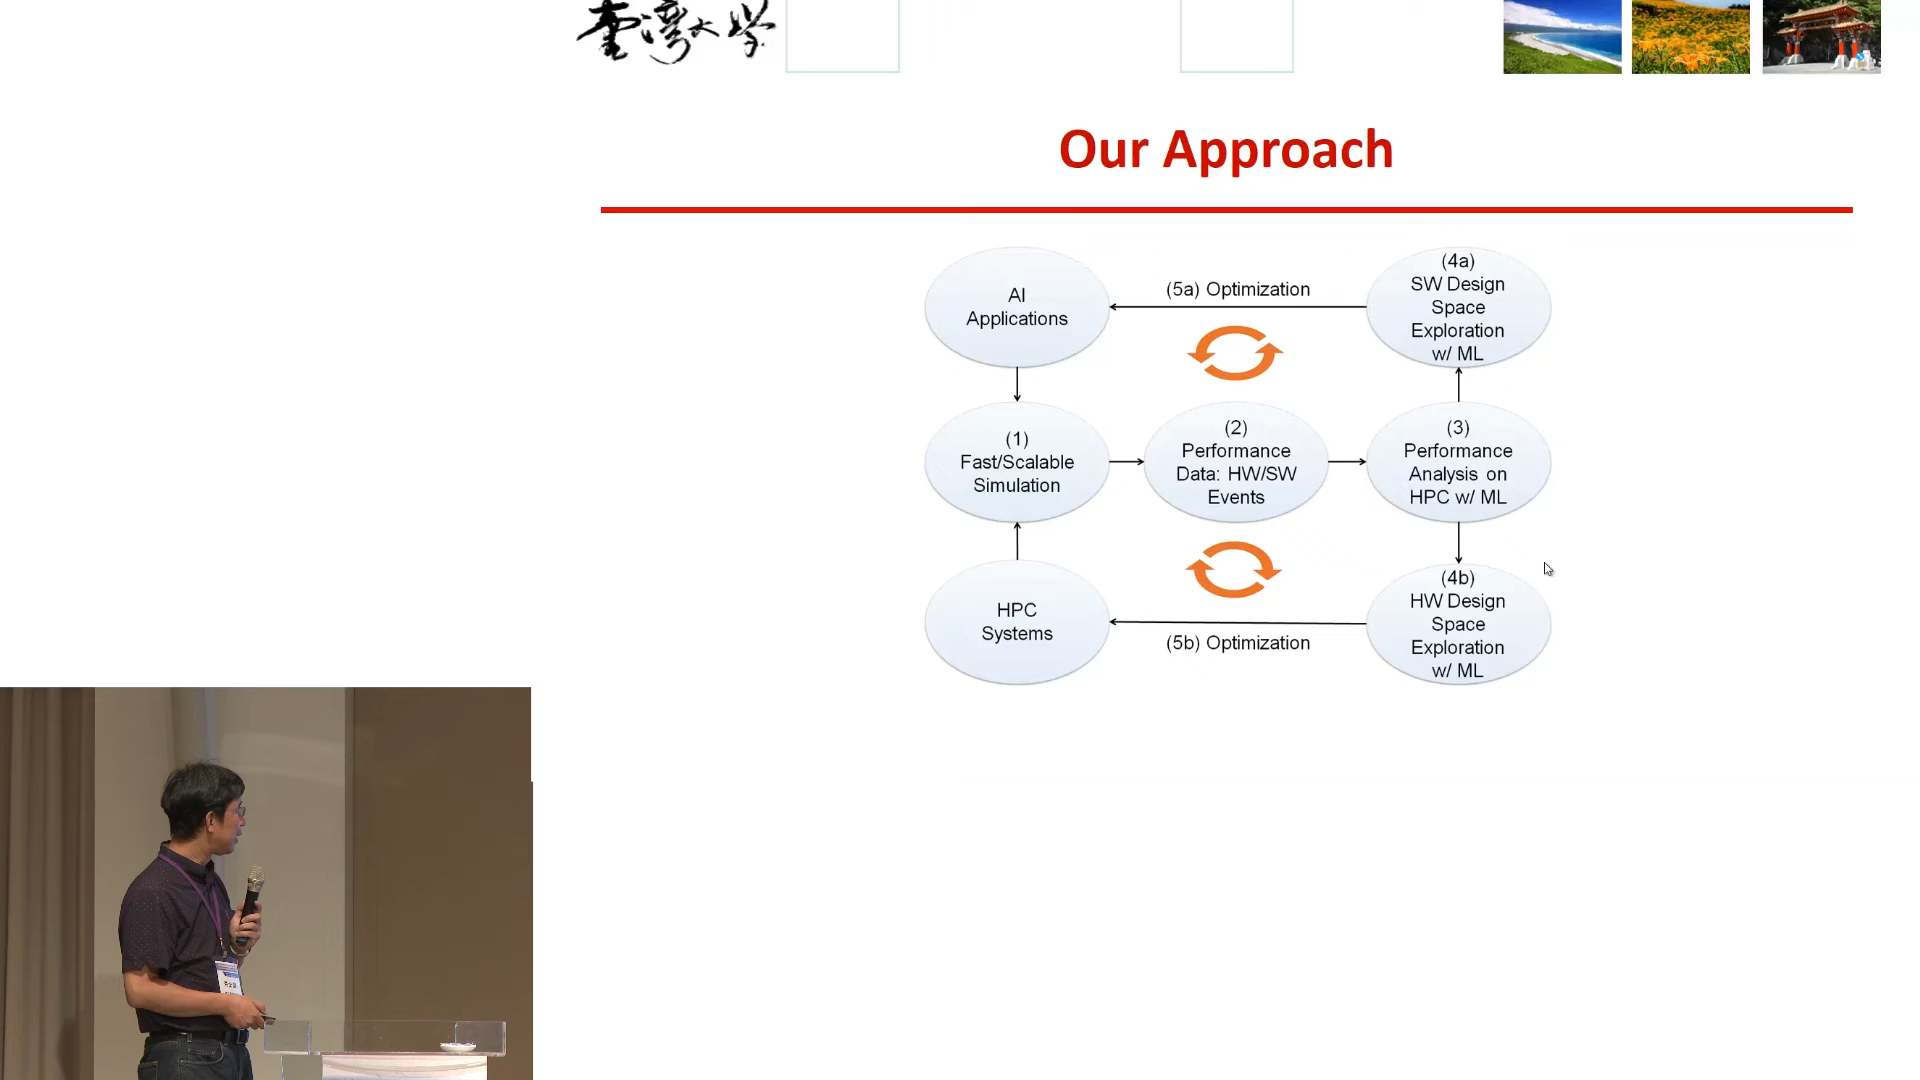 臺灣大學
Our Approach
AI
Applications
(5a) Optimization
(4a)
SW Design
Space
Exploration
w/ ML
(1)
Fast/Scalable
Simulation
(2)
Performance
Data: HW/SW
Events
(3)
Performance
Analysis on
HPC w/ ML
HPC
Systems
(5b) Optimization
(4b)
HW Design
Space
Exploration
w/ ML